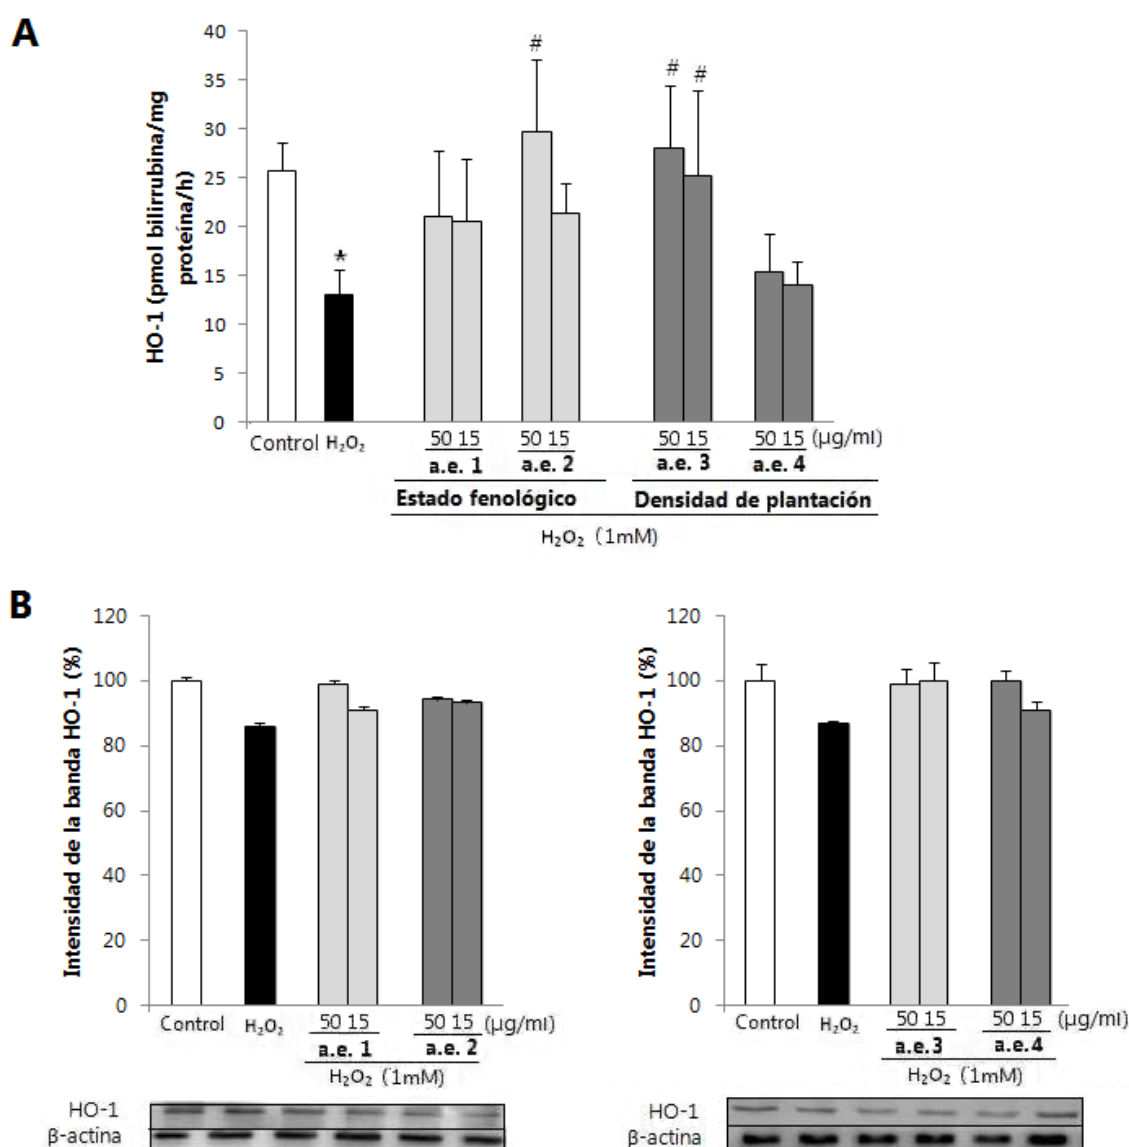 A
HO-1 (pmol bilirrubina/mg
proteína/h)
40
35
30
25
20
15
10
5
0
*
#
# #
Control H₂O₂
50 15 50 15 50 15 50 15 (µg/ml)
a.e. 1 a.e. 2 a.e. 3 a.e. 4
Estado fenológico Densidad de plantación
H₂O₂ (1mM)
B
Intensidad de la banda HO-1 (%)
120
100
80
60
40
20
0
Control H₂O₂ 50 15 50 15 (µg/ml)
a.e. 1 a.e. 2
H₂O₂ (1mM)
HO-1
β-actina
Intensidad de la banda HO-1 (%)
120
100
80
60
40
20
0
Control H₂O₂ 50 15 50 15 (µg/ml)
a.e.3 a.e.4
H₂O₂ (1mM)
HO-1
β-actina